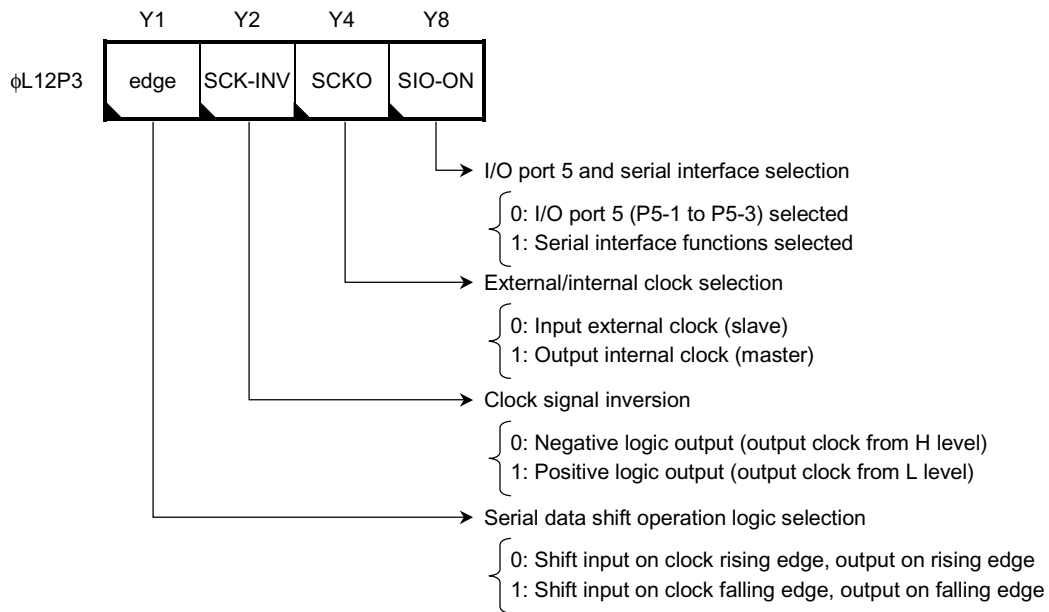 Y1 Y2 Y4 Y8
ϕL12P3 edge SCK-INV SCKO SIO-ON
I/O port 5 and serial interface selection
0: I/O port 5 (P5-1 to P5-3) selected
1: Serial interface functions selected
External/internal clock selection
0: Input external clock (slave)
1: Output internal clock (master)
Clock signal inversion
0: Negative logic output (output clock from H level)
1: Positive logic output (output clock from L level)
Serial data shift operation logic selection
0: Shift input on clock rising edge, output on rising edge
1: Shift input on clock falling edge, output on falling edge